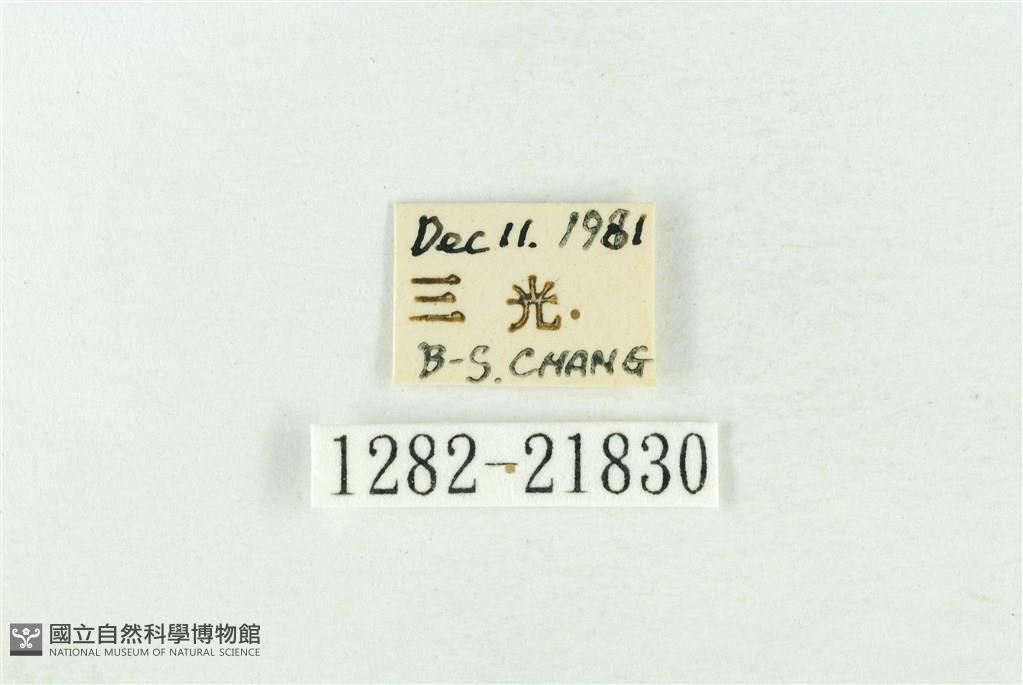 Dec 11. 1981
三 光.
B-S. CHANG
1282-21830
國立自然科學博物館
NATIONAL MUSEUM OF NATURAL SCIENCE